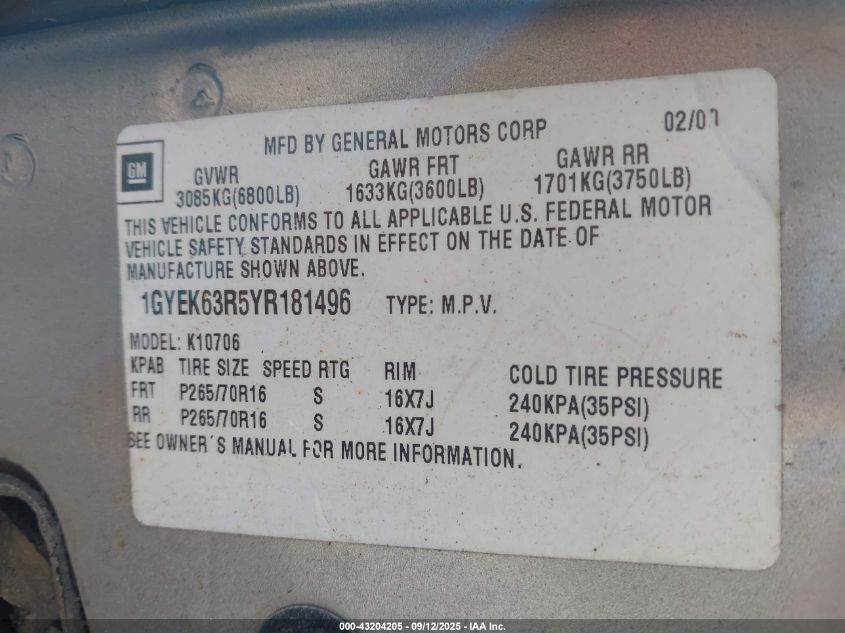 MFD BY GENERAL MOTORS CORP 02/00
GM
GVWR GAWR FRT GAWR RR
3085KG(6800LB) 1633KG(3600LB) 1701KG(3750LB)
THIS VEHICLE CONFORMS TO ALL APPLICABLE U.S. FEDERAL MOTOR
VEHICLE SAFETY STANDARDS IN EFFECT ON THE DATE OF
MANUFACTURE SHOWN ABOVE.
1GYEK63R5YR181496 TYPE: M.P.V.
MODEL: K10706
KPAB TIRE SIZE SPEED RTG RIM COLD TIRE PRESSURE
FRT P265/70R16 S 16X7J 240KPA(35PSI)
RR P265/70R16 S 16X7J 240KPA(35PSI)
SEE OWNER'S MANUAL FOR MORE INFORMATION.
000-43204205 - 09/12/2025 - IAA Inc.